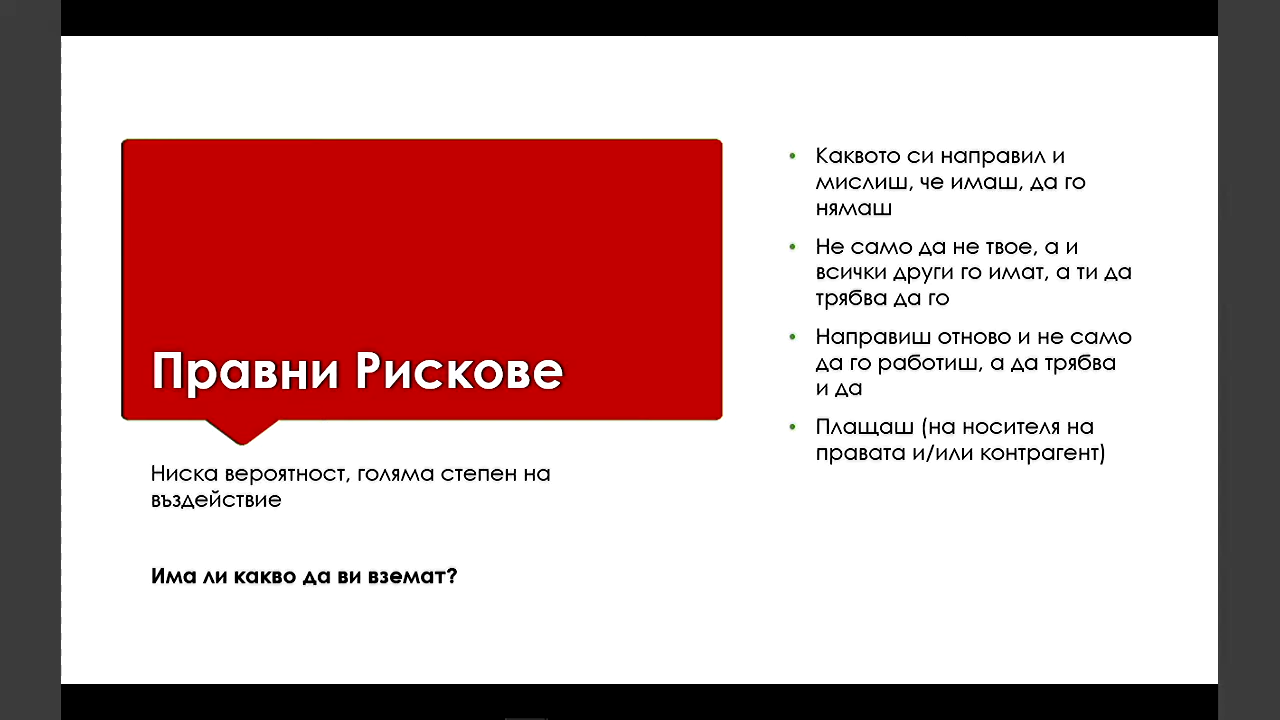 Правни Рискове
Ниска вероятност, голяма степен на
въздействие
Има ли какво да ви вземат?
• Каквото си направил и
мислиш, че имаш, да го
нямаш
• Не само да не твое, а и
всички други го имат, а ти да
трябва да го
• Направиш отново и не само
да го работиш, а да трябва
и да
• Плащаш (на носителя на
правата и/или контрагент)